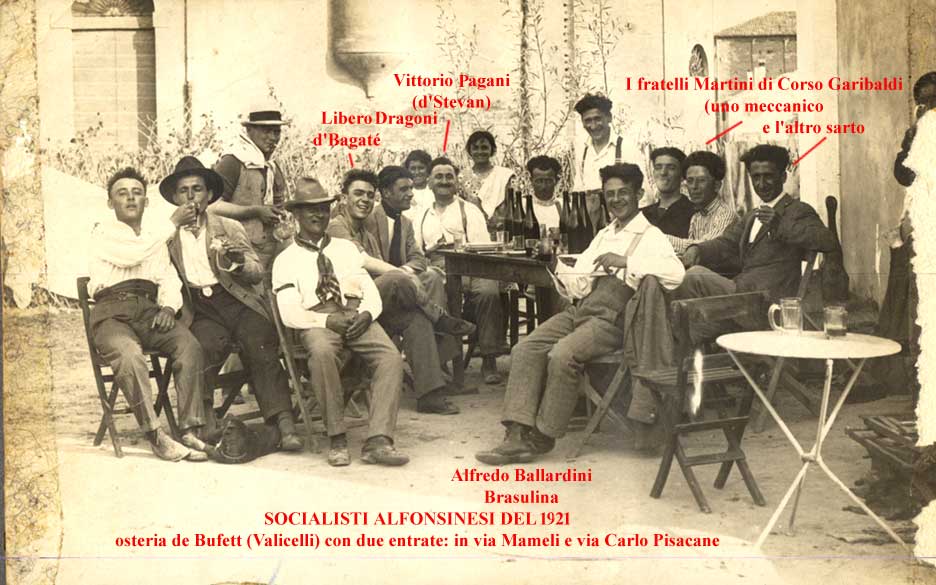 Vittorio Pagani
(d'Stevan)
Libero Dragoni
d'Bagaté
I fratelli Martini di Corso Garibaldi
(uno meccanico
e l'altro sarto
Alfredo Ballardini
Brasulina
SOCIALISTI ALFONSINESI DEL 1921
osteria de Bufett (Valicelli) con due entrate: in via Mameli e via Carlo Pisacane